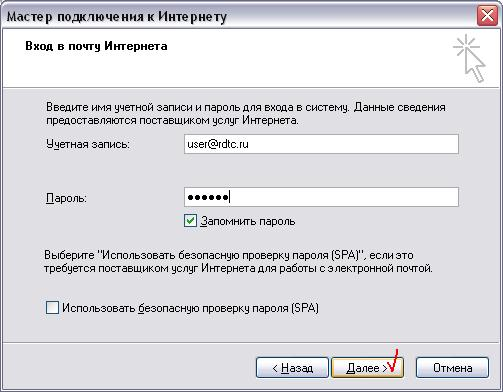 Мастер подключения к Интернету
Вход в почту Интернета
Введите имя учетной записи и пароль для входа в систему. Данные сведения
предоставляются поставщиком услуг Интернета.
Учетная запись: user@rdtc.ru
Пароль: ●●●●●●
Запомнить пароль
Выберите "Использовать безопасную проверку пароля (SPA)", если это
требуется поставщиком услуг Интернета для работы с электронной почтой.
Использовать безопасную проверку пароля (SPA)
< Назад Далее > Отмена